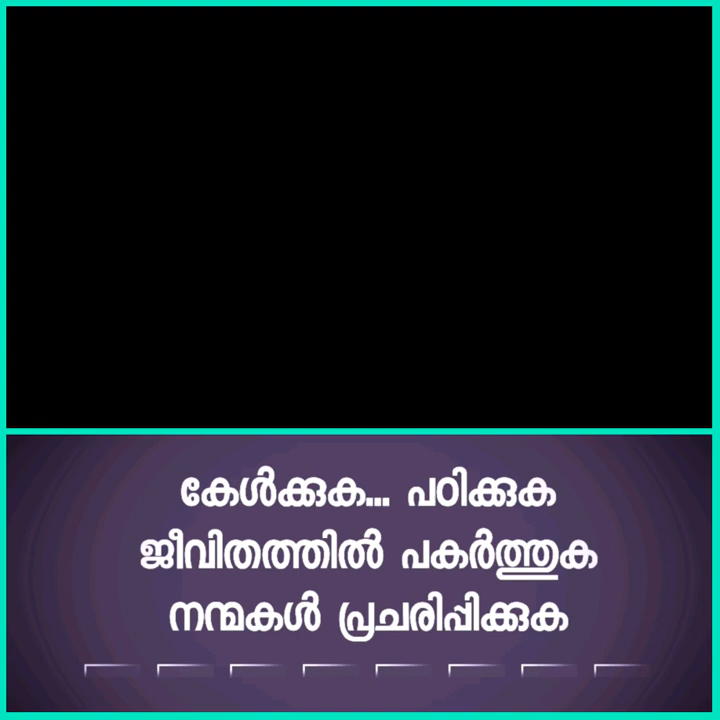 കേൾക്കുക... പഠിക്കുക
ജീവിതത്തിൽ പകർത്തുക
നന്മകൾ പ്രചരിപ്പിക്കുക